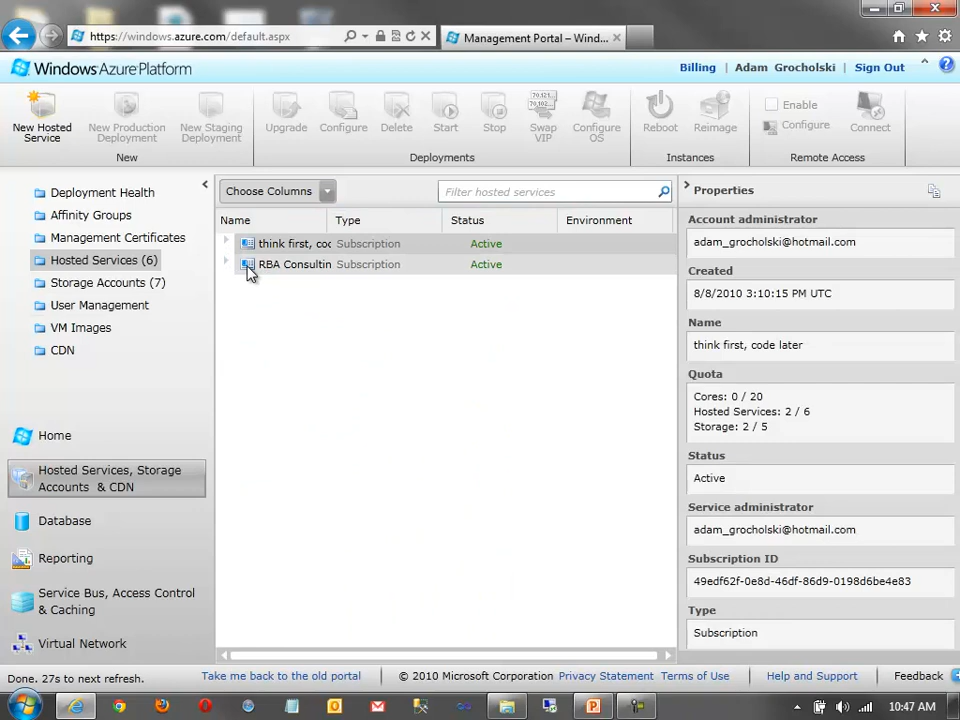 https://windows.azure.com/default.aspx
Management Portal – Wind...
Windows Azure Platform
Billing
Adam Grocholski
Sign Out
New Hosted
Service
New Production
Deployment
New Staging
Deployment
New
Upgrade
Configure
Delete
Start
Stop
Swap
VIP
Configure
OS
Deployments
Reboot
Reimage
Instances
Enable
Configure
Connect
Remote Access
Deployment Health
Affinity Groups
Management Certificates
Hosted Services (6)
Storage Accounts (7)
User Management
VM Images
CDN
Home
Hosted Services, Storage
Accounts & CDN
Database
Reporting
Service Bus, Access Control
& Caching
Virtual Network
Choose Columns
Filter hosted services
Name Type Status Environment
think first, coc Subscription Active
RBA Consultin Subscription Active
Properties
Account administrator
adam_grocholski@hotmail.com
Created
8/8/2010 3:10:15 PM UTC
Name
think first, code later
Quota
Cores: 0 / 20
Hosted Services: 2 / 6
Storage: 2 / 5
Status
Active
Service administrator
adam_grocholski@hotmail.com
Subscription ID
49edf62f-0e8d-46df-86d9-0198d6be4e83
Type
Subscription
Done. 27s to next refresh.
Take me back to the old portal
© 2010 Microsoft Corporation
Privacy Statement
Terms of Use
Help and Support
Feedback
10:47 AM